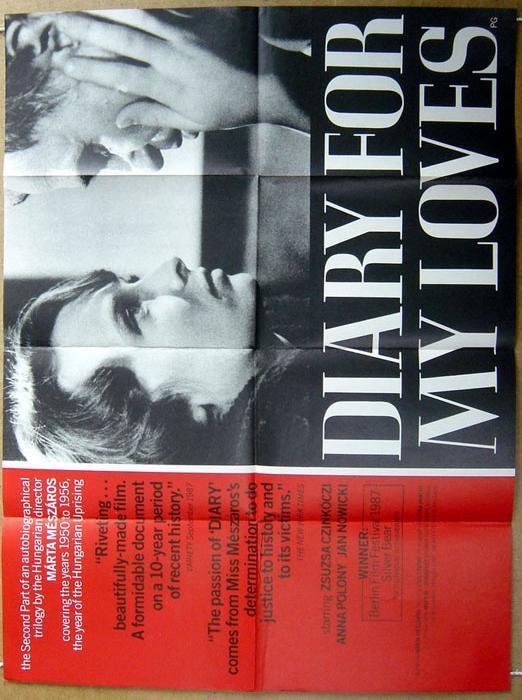 DIARY FOR
MY LOVES
PG
the Second Part of an autobiographical
trilogy by the Hungarian director
MÁRTA MÉSZÁROS
covering the years 1950 to 1956,
the year of the Hungarian Uprising
"Riveting ...
beautifully-made film.
A formidable document
on a 10-year period
of recent history."
VARIETY September 1987
"The passion of 'DIARY'
comes from Miss Mészáros's
determination to do
justice to history and
to its victims."
THE NEW YORK TIMES
starring ZSUZSA CZINKÓCZI
ANNA POLONY JAN NOWICKI
WINNER
Berlin Film Festival 1987
Silver Bear